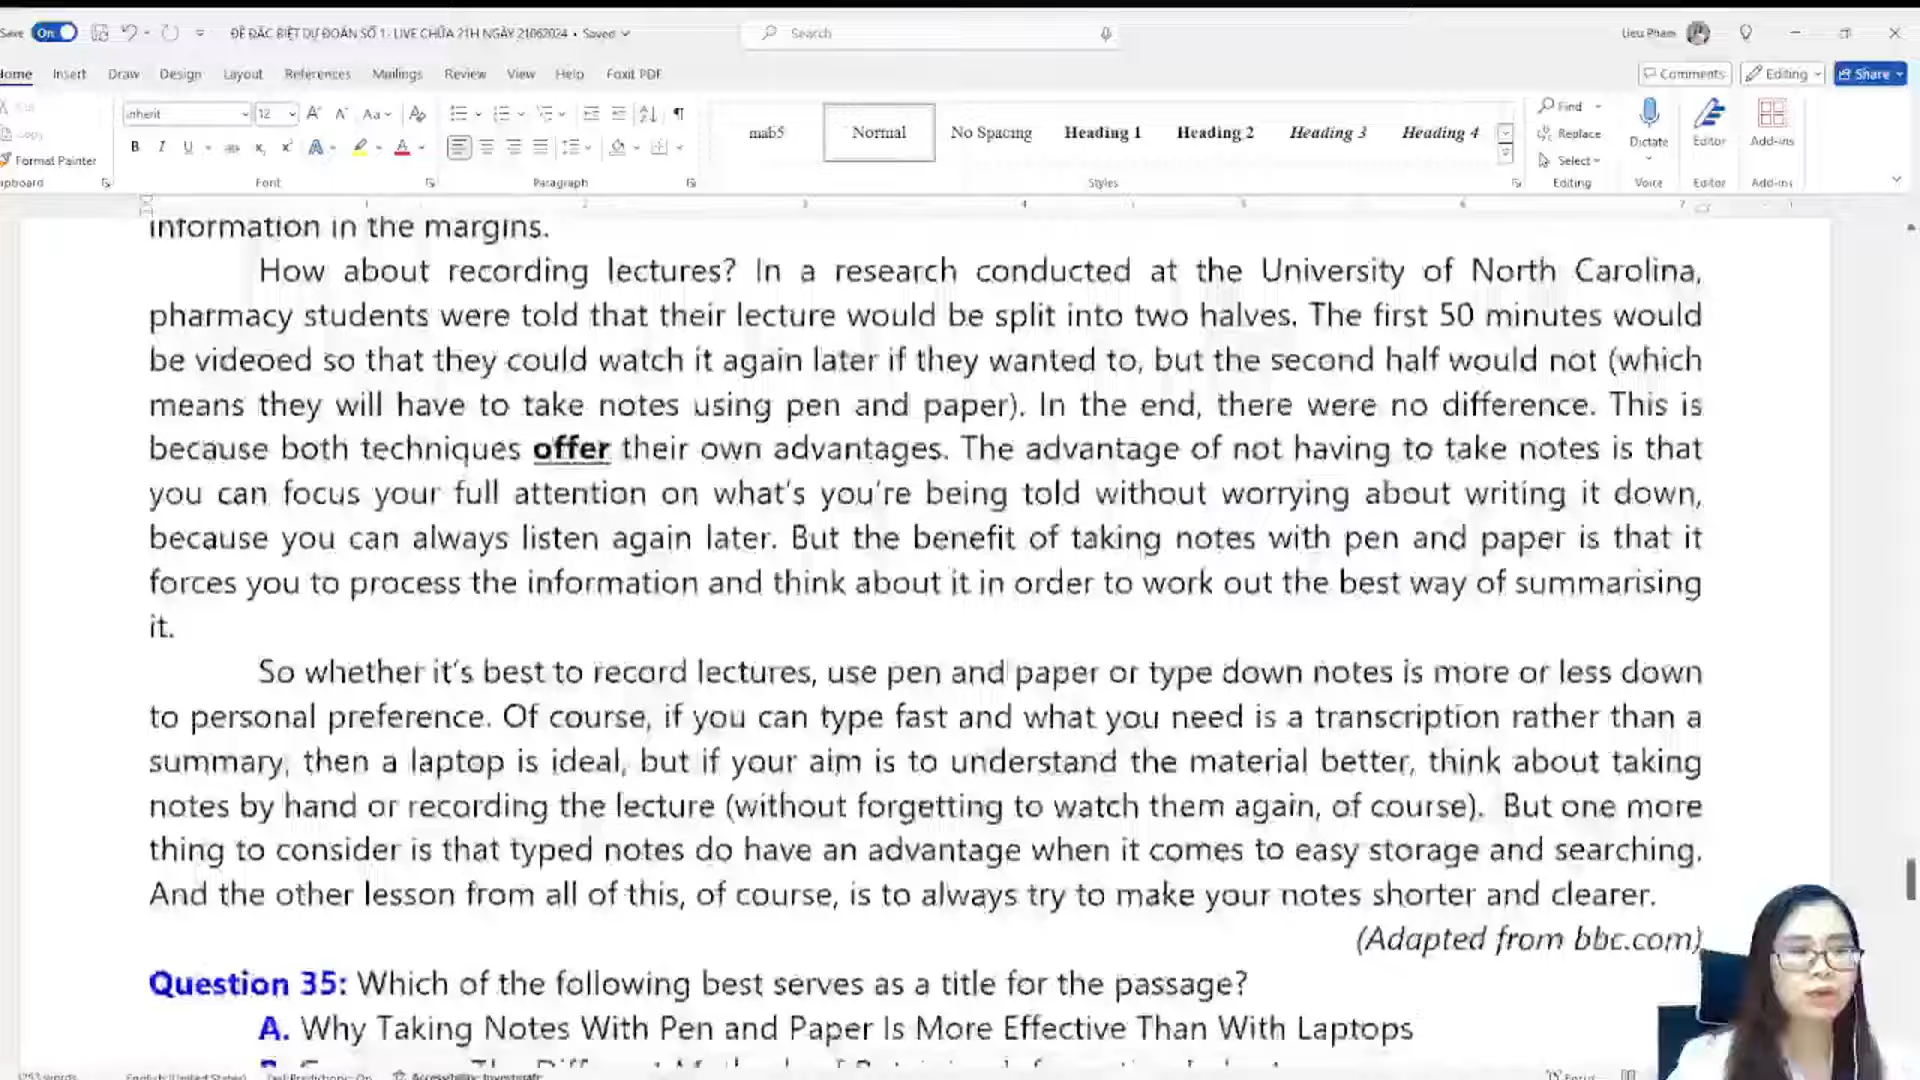 Save On ĐỀ ĐẶC BIỆT DỰ ĐOÁN SỐ 1- LIVE CHỮA 21H NGÀY 21062024 • Saved Search Lieu Pham
Home Insert Draw Design Layout References Mailings Review View Help Foxit PDF Comments Editing Share
Cut
Copy
Format Painter
Clipboard
inherit 12 Aa
B I U
Font
Paragraph
mab5 Normal No Spacing Heading 1 Heading 2 Heading 3 Heading 4
Styles
Find
Replace
Select
Editing
Dictate Editor Add-ins
Voice Editor Add-ins
information in the margins.
How about recording lectures? In a research conducted at the University of North Carolina,
pharmacy students were told that their lecture would be split into two halves. The first 50 minutes would
be videoed so that they could watch it again later if they wanted to, but the second half would not (which
means they will have to take notes using pen and paper). In the end, there were no difference. This is
because both techniques offer their own advantages. The advantage of not having to take notes is that
you can focus your full attention on what's you're being told without worrying about writing it down,
because you can always listen again later. But the benefit of taking notes with pen and paper is that it
forces you to process the information and think about it in order to work out the best way of summarising
it.
So whether it's best to record lectures, use pen and paper or type down notes is more or less down
to personal preference. Of course, if you can type fast and what you need is a transcription rather than a
summary, then a laptop is ideal, but if your aim is to understand the material better, think about taking
notes by hand or recording the lecture (without forgetting to watch them again, of course). But one more
thing to consider is that typed notes do have an advantage when it comes to easy storage and searching.
And the other lesson from all of this, of course, is to always try to make your notes shorter and clearer.
(Adapted from bbc.com)
Question 35: Which of the following best serves as a title for the passage?
A. Why Taking Notes With Pen and Paper Is More Effective Than With Laptops